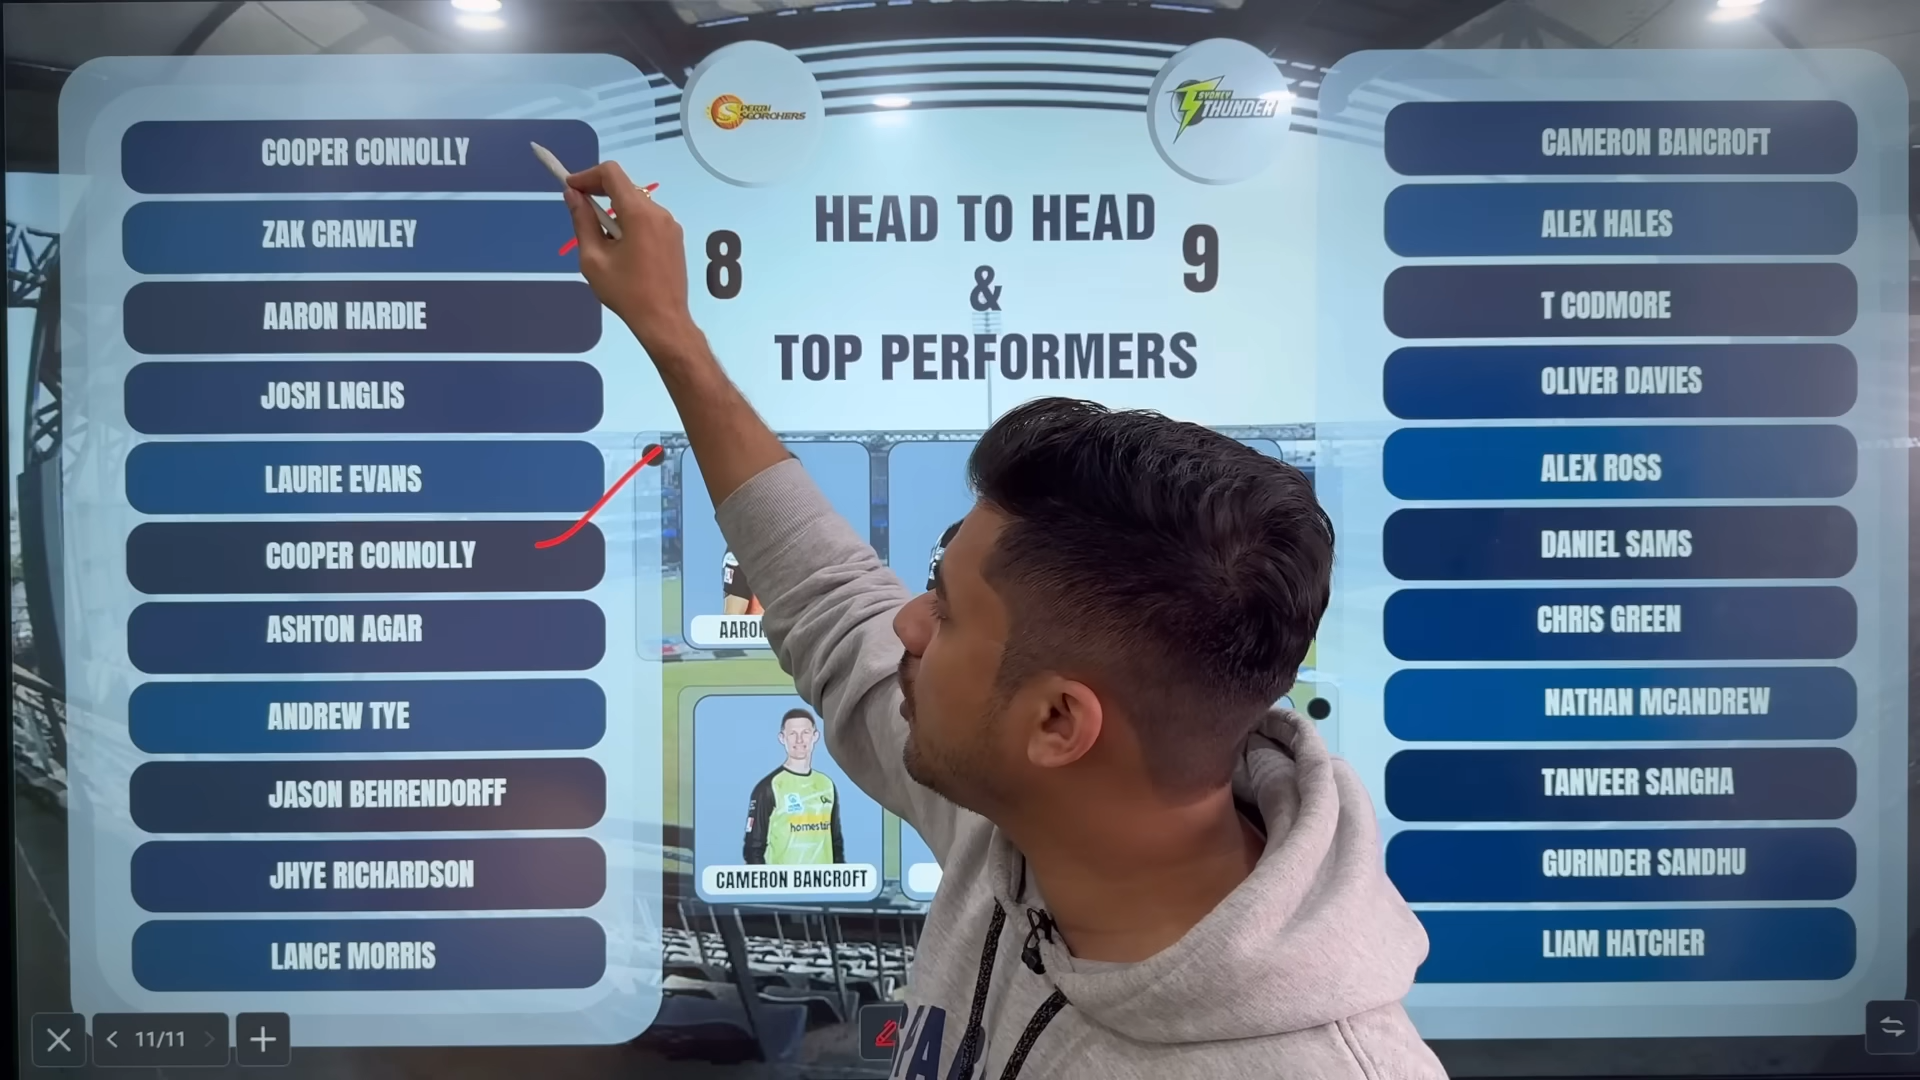 COOPER CONNOLLY
ZAK CRAWLEY
AARON HARDIE
JOSH LNGLIS
LAURIE EVANS
COOPER CONNOLLY
ASHTON AGAR
ANDREW TYE
JASON BEHRENDORFF
JHYE RICHARDSON
LANCE MORRIS
PERTH
SCORCHERS
SYDNEY
THUNDER
8
HEAD TO HEAD
9
&
TOP PERFORMERS
AARON
homestar
CAMERON BANCROFT
CAMERON BANCROFT
ALEX HALES
T CODMORE
OLIVER DAVIES
ALEX ROSS
DANIEL SAMS
CHRIS GREEN
NATHAN MCANDREW
TANVEER SANGHA
GURINDER SANDHU
LIAM HATCHER
11/11